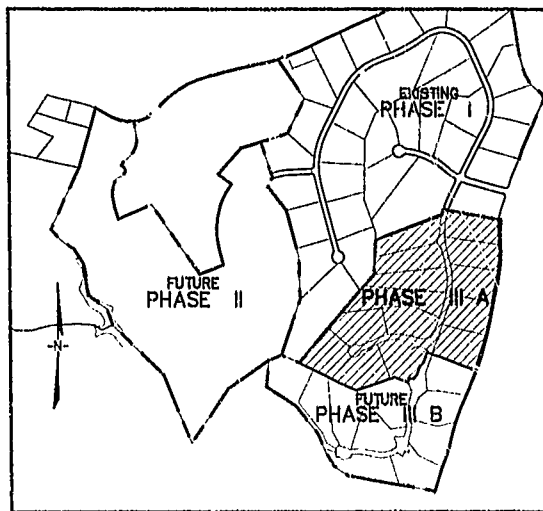 EXISTING
PHASE I
FUTURE
PHASE II
PHASE III-A
FUTURE
PHASE III B
-N-